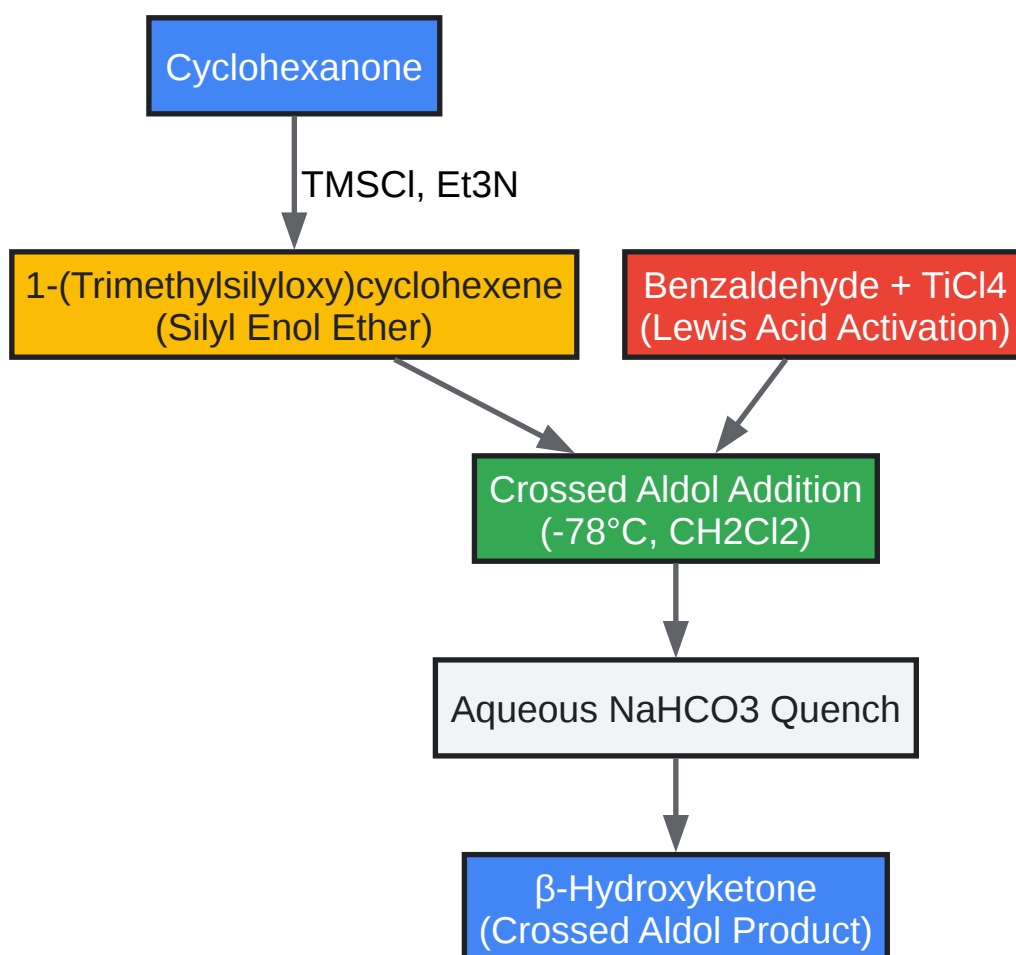 Cyclohexanone
TMSCl, Et3N
1-(Trimethylsilyloxy)cyclohexene
(Silyl Enol Ether)
Benzaldehyde + TiCl4
(Lewis Acid Activation)
Crossed Aldol Addition
(-78°C, CH2Cl2)
Aqueous NaHCO3 Quench
β-Hydroxyketone
(Crossed Aldol Product)